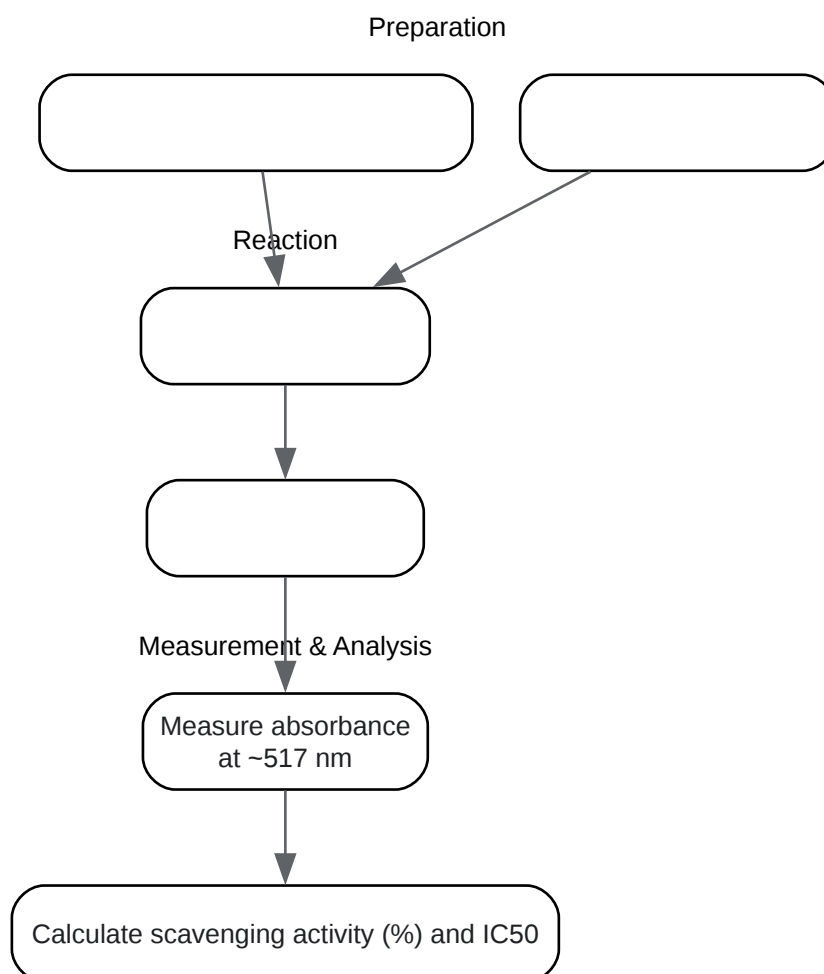 Preparation
Reaction
Measurement & Analysis
Measure absorbance
at ~517 nm
Calculate scavenging activity (%) and IC50